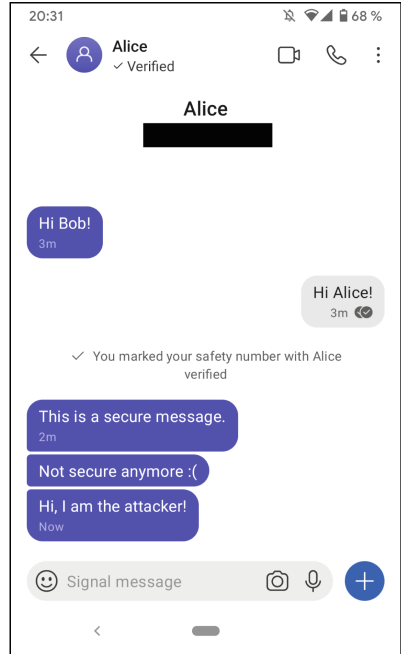 20:31
68 %
Alice
Verified
Alice
Hi Bob!
3m
Hi Alice!
3m
You marked your safety number with Alice
verified
This is a secure message.
2m
Not secure anymore :(
Hi, I am the attacker!
Now
Signal message